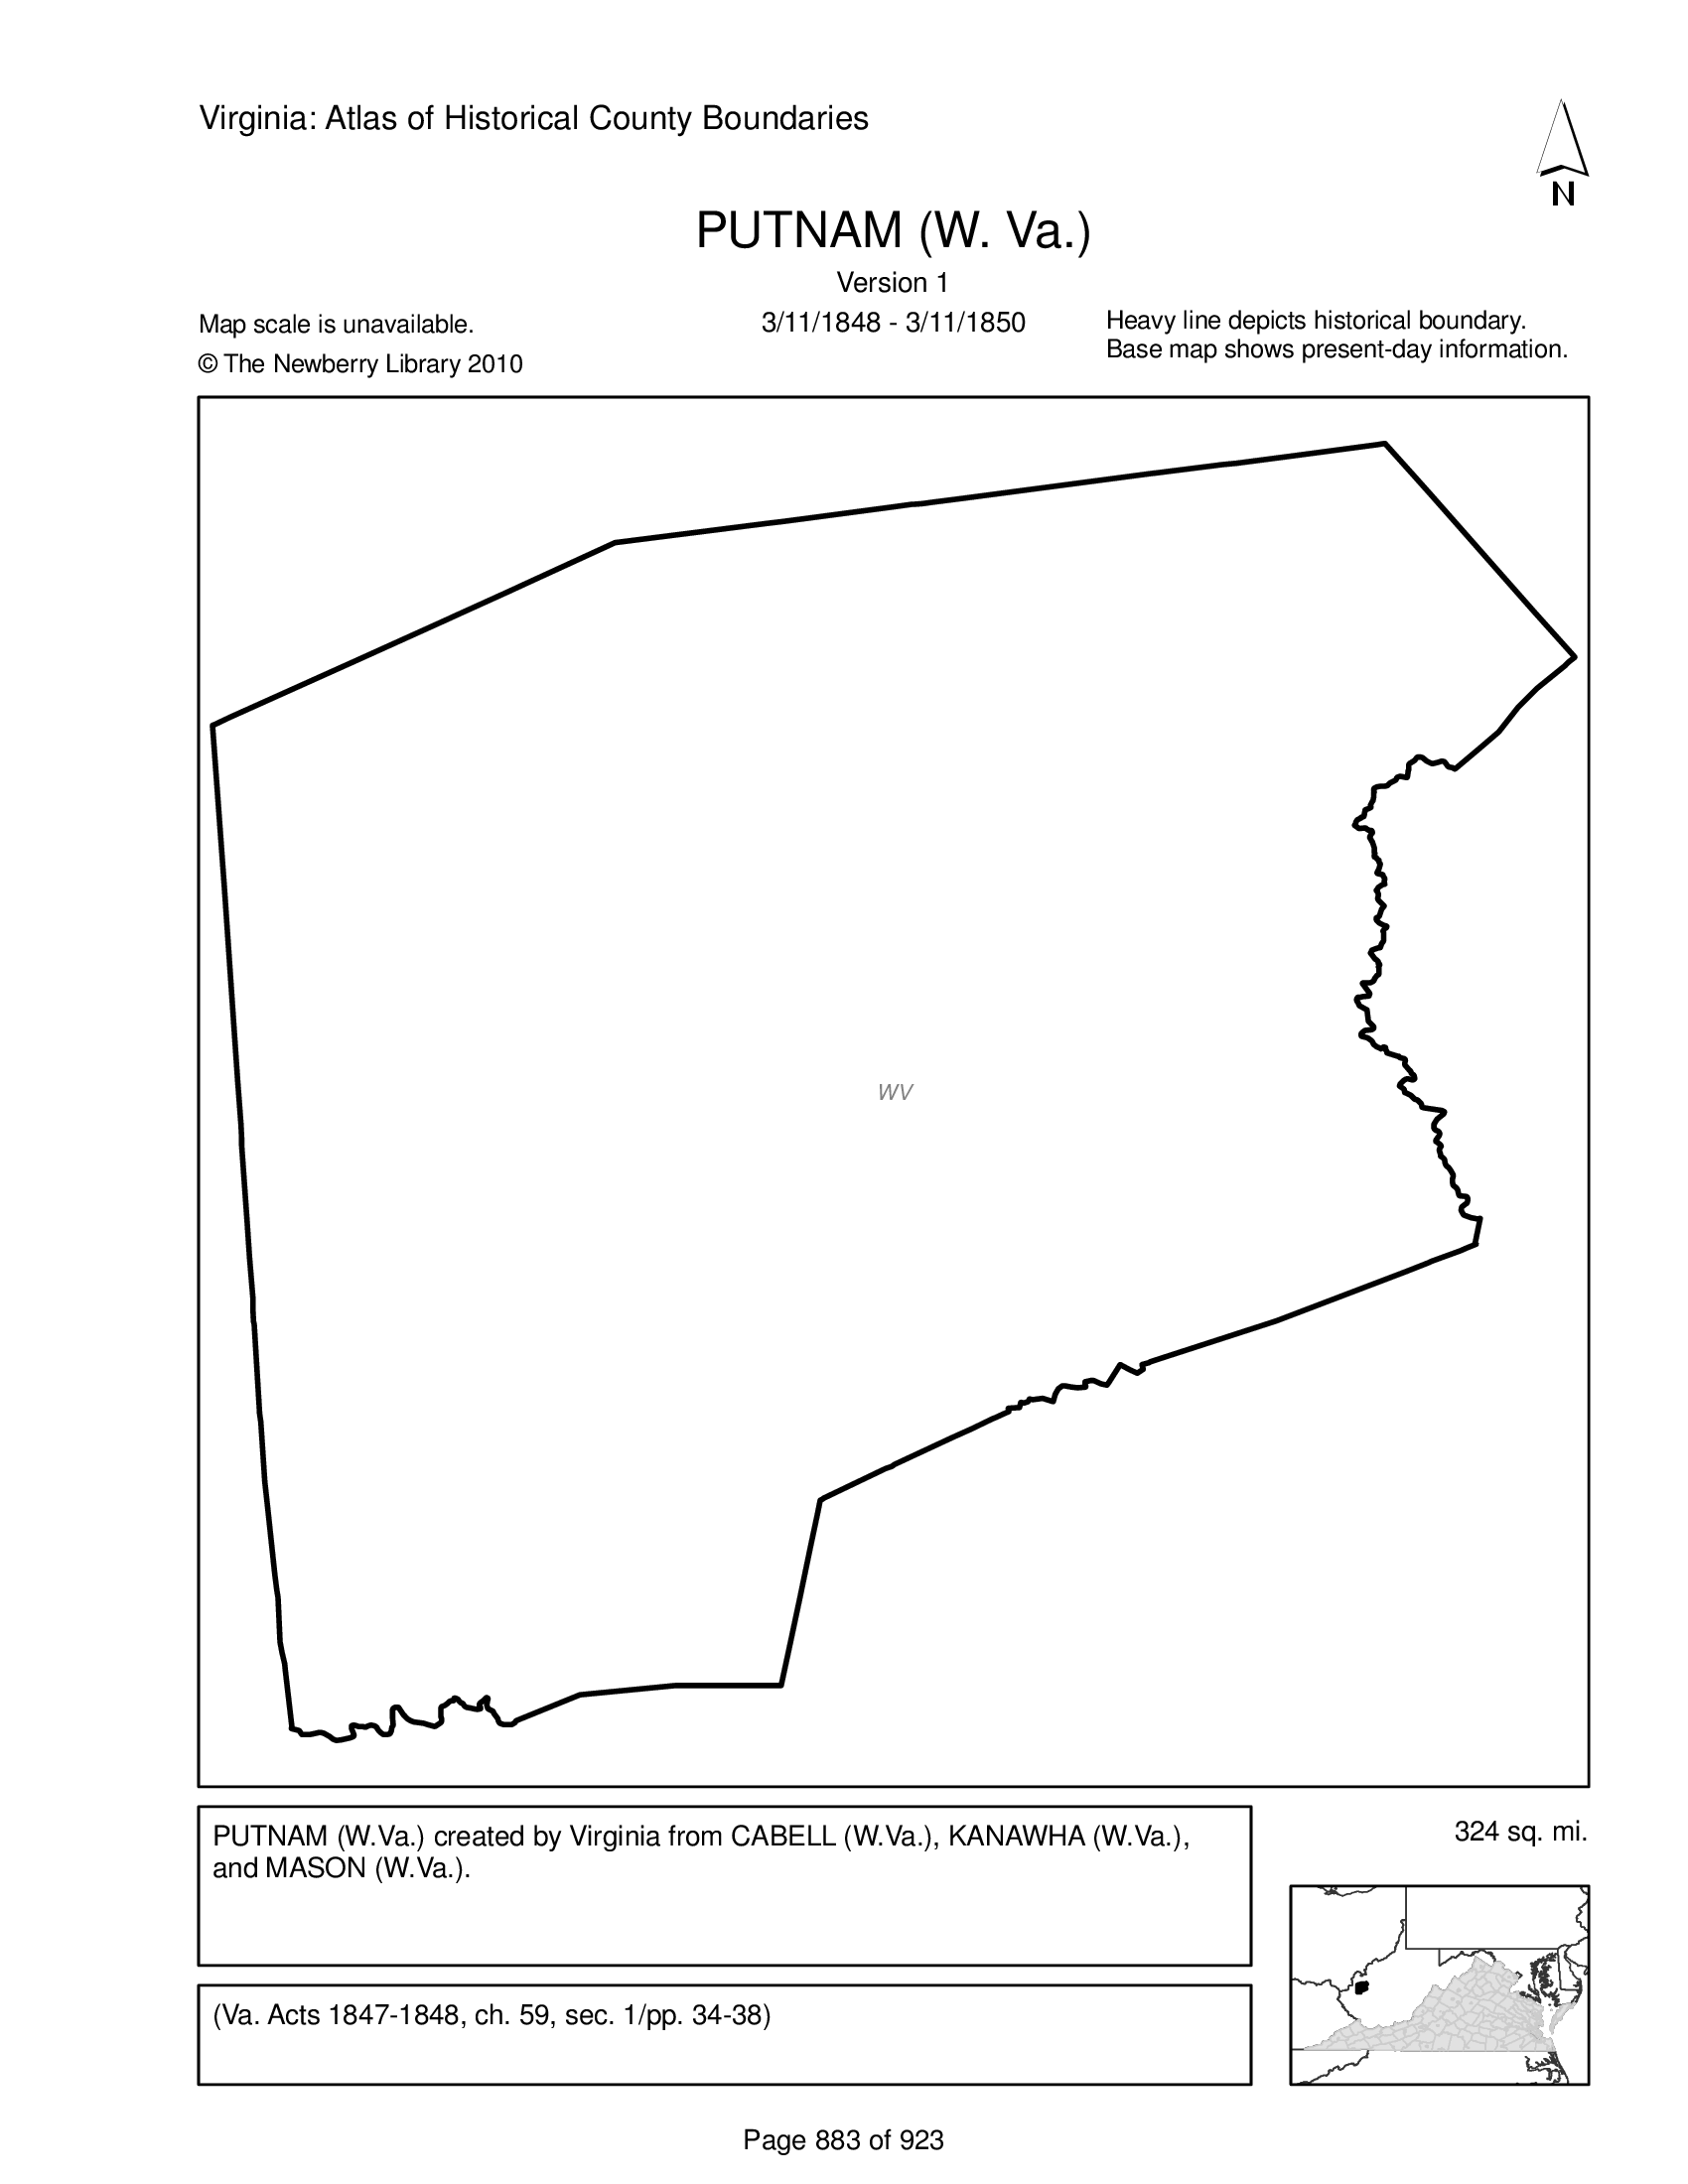 Virginia: Atlas of Historical County Boundaries
N
PUTNAM (W. Va.)
Version 1
3/11/1848 - 3/11/1850
Map scale is unavailable.
© The Newberry Library 2010
Heavy line depicts historical boundary.
Base map shows present-day information.
WV
PUTNAM (W.Va.) created by Virginia from CABELL (W.Va.), KANAWHA (W.Va.),
and MASON (W.Va.).
324 sq. mi.
(Va. Acts 1847-1848, ch. 59, sec. 1/pp. 34-38)
Page 883 of 923